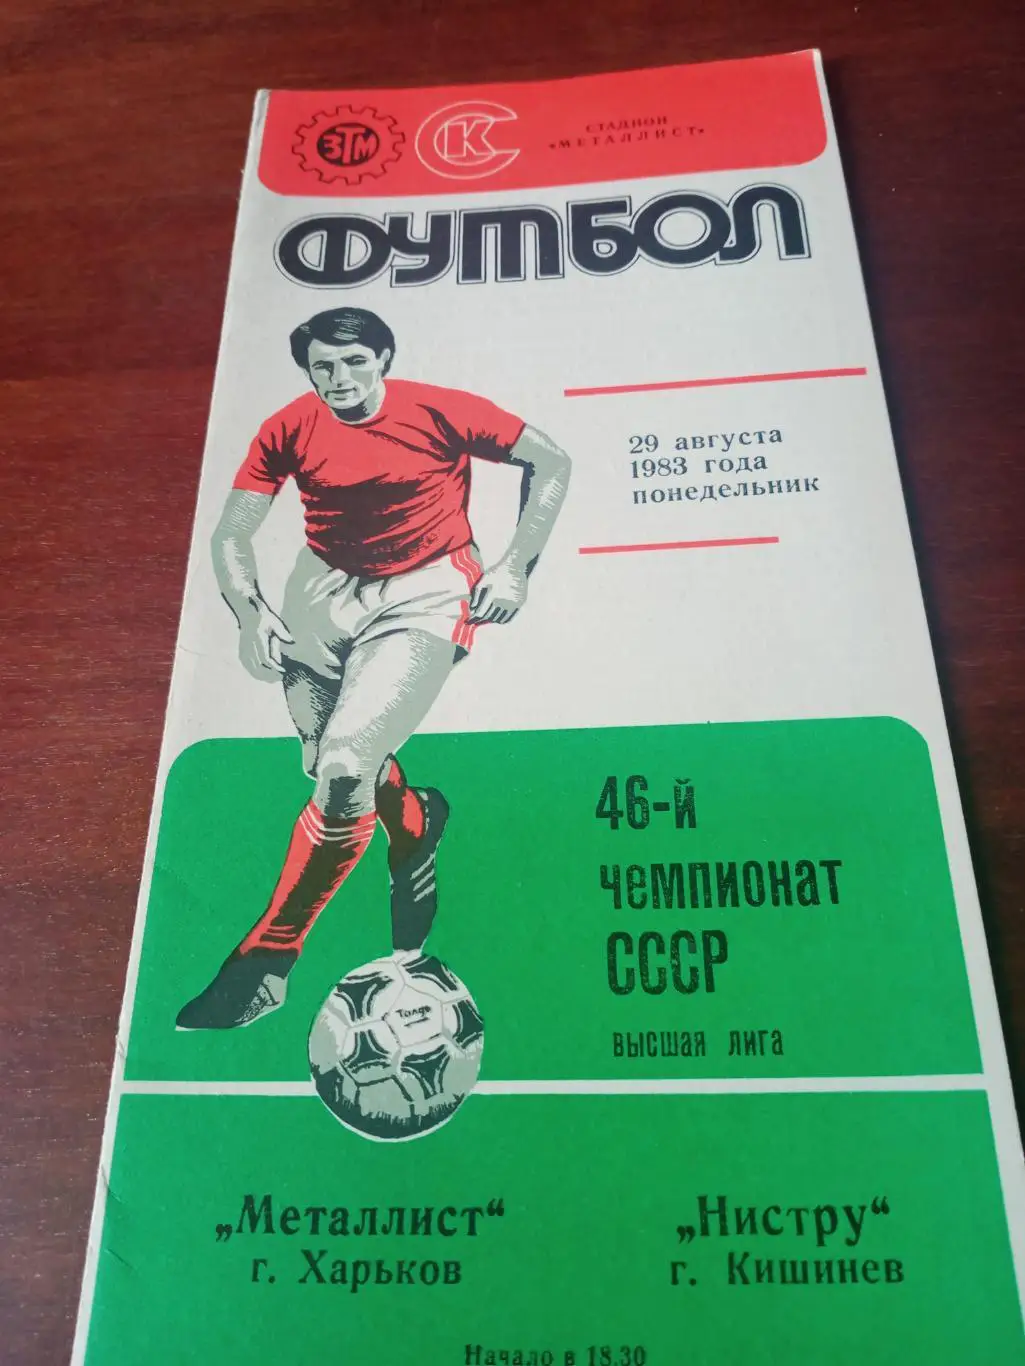 ЗТМ
СК
СТАДИОН
«МЕТАЛЛИСТ»
ФУТБОЛ
29 августа
1983 года
понедельник
46-й
чемпионат
СССР
высшая лига
Танго
„Металлист“
г. Харьков
„Нистру“
г. Кишинев
Начало в 18.30